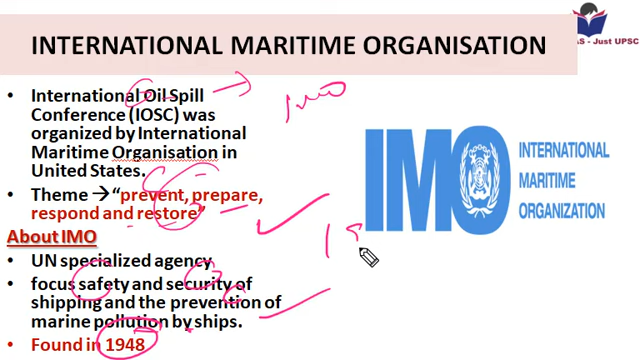 AS - Just UPSC
INTERNATIONAL MARITIME ORGANISATION
• International Oil Spill
Conference (IOSC) was
organized by International
Maritime Organisation in
United States.
• Theme → “prevent, prepare,
respond and restore”
About IMO
• UN specialized agency
• focus safety and security of
shipping and the prevention of
marine pollution by ships.
• Found in 1948
IMO
IMO
INTERNATIONAL
MARITIME
ORGANIZATION